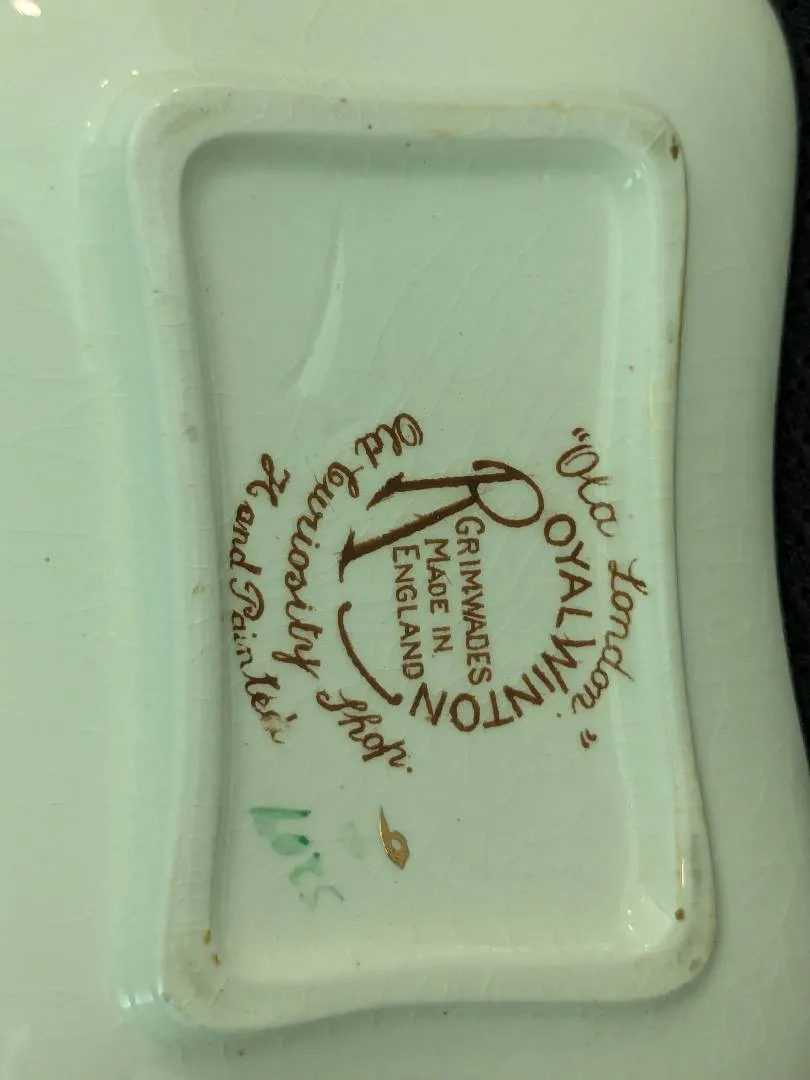 "Old London"
ROYAL WINTON
GRIMWADES
MADE IN
ENGLAND
Old Curiosity Shop.
Hand Painted